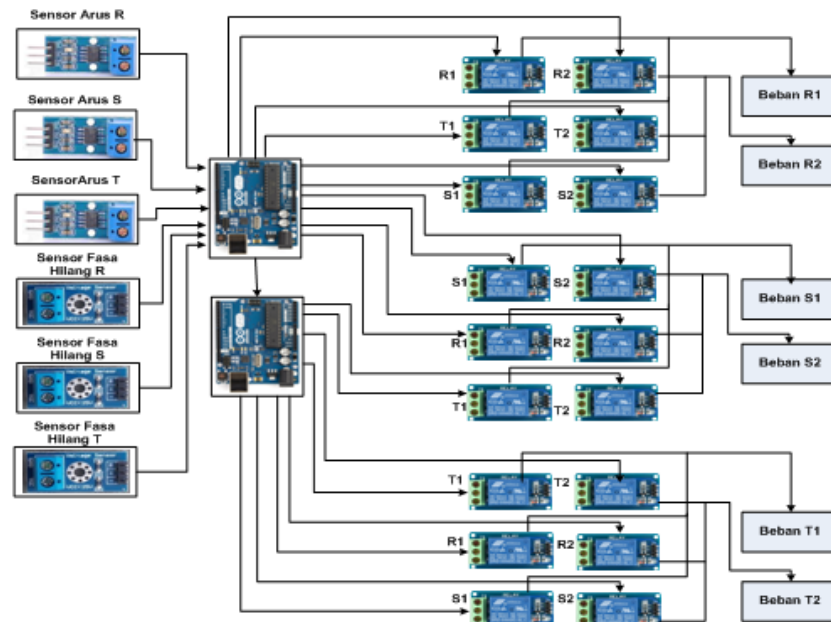 Sensor Arus R
Sensor Arus S
SensorArus T
Sensor Fasa
Hilang R
Sensor Fasa
Hilang S
Sensor Fasa
Hilang T
R1
R2
T1
T2
S1
S2
S1
S2
R1
R2
T1
T2
T1
T2
R1
R2
S1
S2
Beban R1
Beban R2
Beban S1
Beban S2
Beban T1
Beban T2